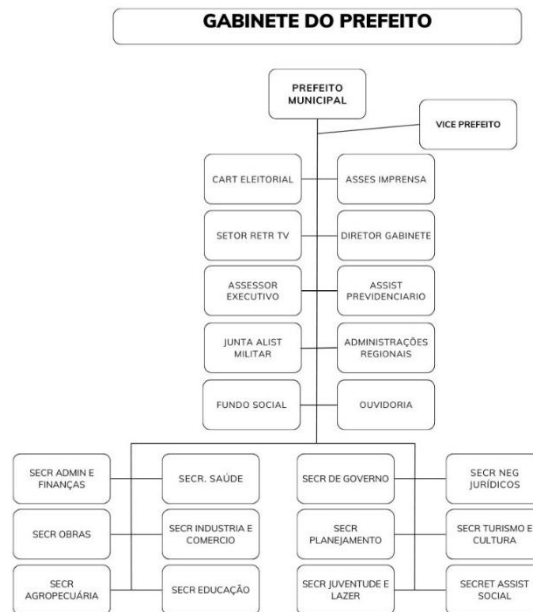 GABINETE DO PREFEITO
PREFEITO
MUNICIPAL
VICE PREFEITO
CART ELEITORIAL
ASSES IMPRENSA
SETOR RETR TV
DIRETOR GABINETE
ASSESSOR
EXECUTIVO
ASSIST
PREVIDENCIARIO
JUNTA ALIST
MILITAR
ADMINISTRAÇÕES
REGIONAIS
FUNDO SOCIAL
OUVIDORIA
SECR ADMIN E
FINANÇAS
SECR. SAÚDE
SECR DE GOVERNO
SECR NEG
JURÍDICOS
SECR OBRAS
SECR INDUSTRIA E
COMERCIO
SECR
PLANEJAMENTO
SECR TURISMO E
CULTURA
SECR
AGROPECUÁRIA
SECR EDUCAÇÃO
SECR JUVENTUDE E
LAZER
SECRET ASSIST
SOCIAL